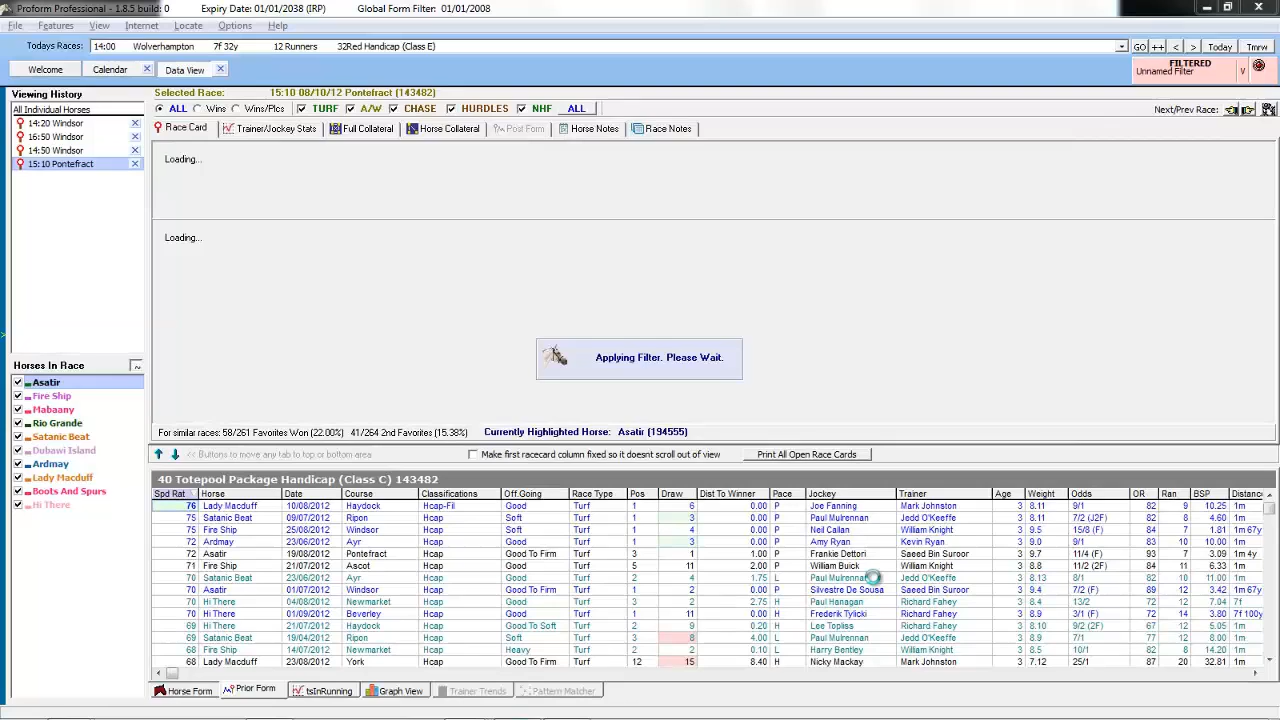 Proform Professional - 1.8.5 build: 0 Expiry Date: 01/01/2038 (IRP) Global Form Filter: 01/01/2008
File Features View Internet Locate Options Help
Todays Races: 14:00 Wolverhampton 7f 32y 12 Runners 32Red Handicap (Class E) GO ++ < > Today Tmrw
Welcome Calendar Data View FILTERED Unnamed Filter V
Viewing History Selected Race: 15:10 08/10/12 Pontefract (143482)
All Individual Horses ALL Wins Wins/Plcs TURF A/W CHASE HURDLES NHF ALL Next/Prev Race:
14:20 Windsor
16:50 Windsor
14:50 Windsor
15:10 Pontefract
Race Card Trainer/Jockey Stats Full Collateral Horse Collateral Post Form Horse Notes Race Notes
Loading...
Loading...
Applying Filter. Please Wait.
Horses In Race
Asatir
Fire Ship
Mabaany
Rio Grande
Satanic Beat
Dubawi Island
Ardmay
Lady Macduff
Boots And Spurs
Hi There
For similar races: 58/261 Favorites Won (22.00%) 41/264 2nd Favorites (15.38%) Currently Highlighted Horse: Asatir (194555)
<< Buttons to movve any tab to top or bottom area Make first racecard column fixed so it doesnt scroll out of view Print All Open Race Cards
40 Totepool Package Handicap (Class C) 143482
Spd Rat Horse Date Course Classifications Off.Going Race Type Pos Draw Dist To Winner Pace Jockey Trainer Age Weight Odds OR Ran BSP Distanc
76 Lady Macduff 10/08/2012 Haydock Hcap-Fil Good Turf 1 6 0.00 P Joe Fanning Mark Johnston 3 8.11 9/1 82 9 10.25 1m
75 Satanic Beat 09/07/2012 Ripon Hcap Soft Turf 1 3 0.00 P Paul Mulrennan Jedd O'Keeffe 3 8.11 7/2 (J2F) 82 8 4.60 1m
75 Fire Ship 25/08/2012 Windsor Hcap Soft Turf 1 4 0.00 P Neil Callan William Knight 3 9.5 15/8 (F) 90 7 1.81 1m 67y
72 Ardmay 23/06/2012 Ayr Hcap Good Turf 1 3 0.00 P Amy Ryan Kevin Ryan 3 9.0 9/1 83 10 10.00 1m
72 Asatir 19/08/2012 Pontefract Hcap Good To Firm Turf 3 1 1.00 P Frankie Dettori Saeed Bin Suroor 3 9.7 11/4 (F) 93 7 3.09 1m 4y
71 Fire Ship 21/07/2012 Ascot Hcap Good To Firm Turf 5 11 2.00 P William Buick William Knight 3 8.8 11/2 (2F) 84 11 6.33 1m
70 Satanic Beat 23/06/2012 Ayr Hcap Good Turf 2 4 1.75 L Paul Mulrennan Jedd O'Keeffe 3 8.13 8/1 82 10 11.00 1m
70 Asatir 01/07/2012 Windsor Hcap Good To Firm Turf 1 2 0.00 P Silvestre De Sousa Saeed Bin Suroor 3 9.4 7/2 (F) 89 12 3.42 1m 67y
70 Hi There 04/08/2012 Newmarket Hcap Good Turf 2 3 2.75 P Paul Hanagan Richard Fahey 3 8.4 13/2 72 14 7.04 7f
70 Hi There 01/09/2012 Beverley Hcap Good Turf 1 11 0.00 P Frederik Tylicki Richard Fahey 3 8.9 3/1 (F) 72 14 3.80 7f 100y
69 Hi There 21/07/2012 Haydock Hcap Good To Soft Turf 2 9 0.20 P Lee Topliss Richard Fahey 3 8.10 9/2 (2F) 72 12 5.12 1m
69 Satanic Beat 19/04/2012 Ripon Hcap Soft Turf 3 8 4.00 L Paul Mulrennan Jedd O'Keeffe 3 8.9 7/1 77 12 8.00 1m
68 Fire Ship 14/06/2012 Newmarket Hcap Heavy Turf 2 2 0.10 P Harry Bentley William Knight 3 8.5 10/1 82 7 14.00 1m
68 Lady Macduff 23/08/2012 York Hcap Good To Firm Turf 12 15 8.40 H Nicky Mackay Mark Johnston 3 7.12 25/1 87 20 32.81 1m
Horse Form Prior Form tsInRunning Graph View Trainer Trends Pattern Matcher